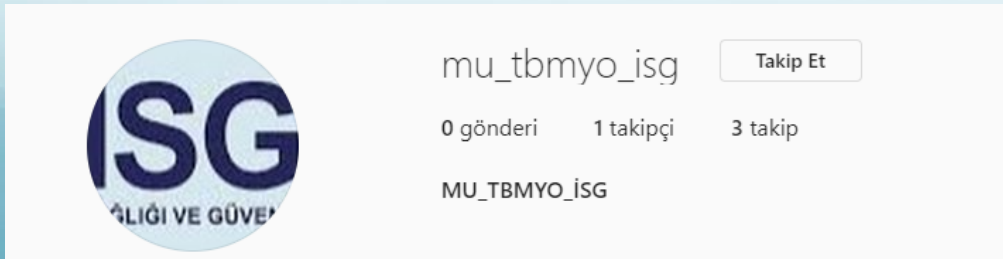 ISG
ĞLIĞI VE GÜVEN
mu_tbmyo_isg
Takip Et
0 gönderi 1 takipçi 3 takip
MU_TBMYO_İSG